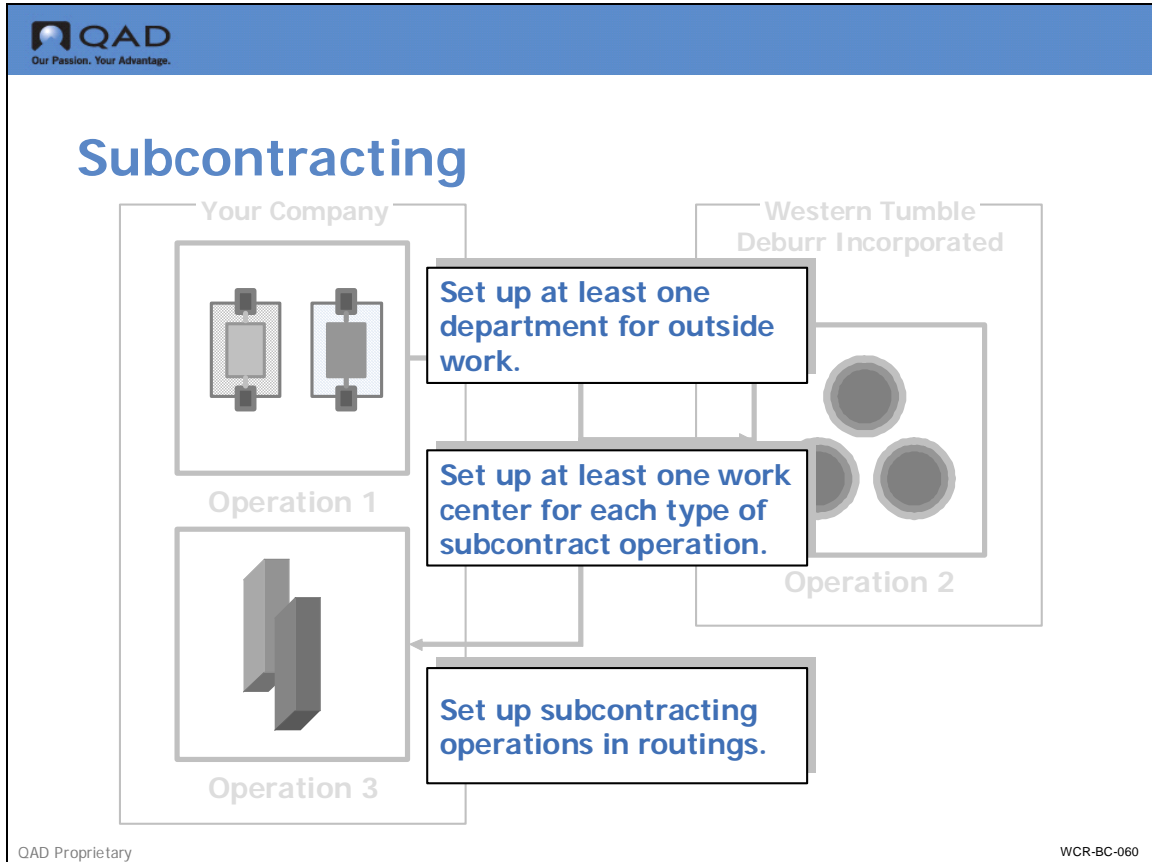 QAD
Our Passion. Your Advantage.
Subcontracting
Your Company
Western Tumble
Deburr Incorporated
Set up at least one
department for outside
work.
Operation 1
Set up at least one work
center for each type of
subcontract operation.
Operation 2
Set up subcontracting
operations in routings.
Operation 3
QAD Proprietary
WCR-BC-060